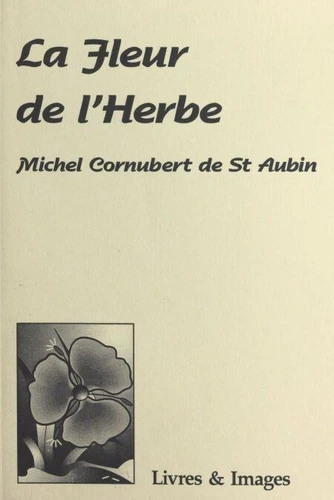 La Fleur
de l'Herbe
Michel Cornubert de St Aubin
Livres & Images